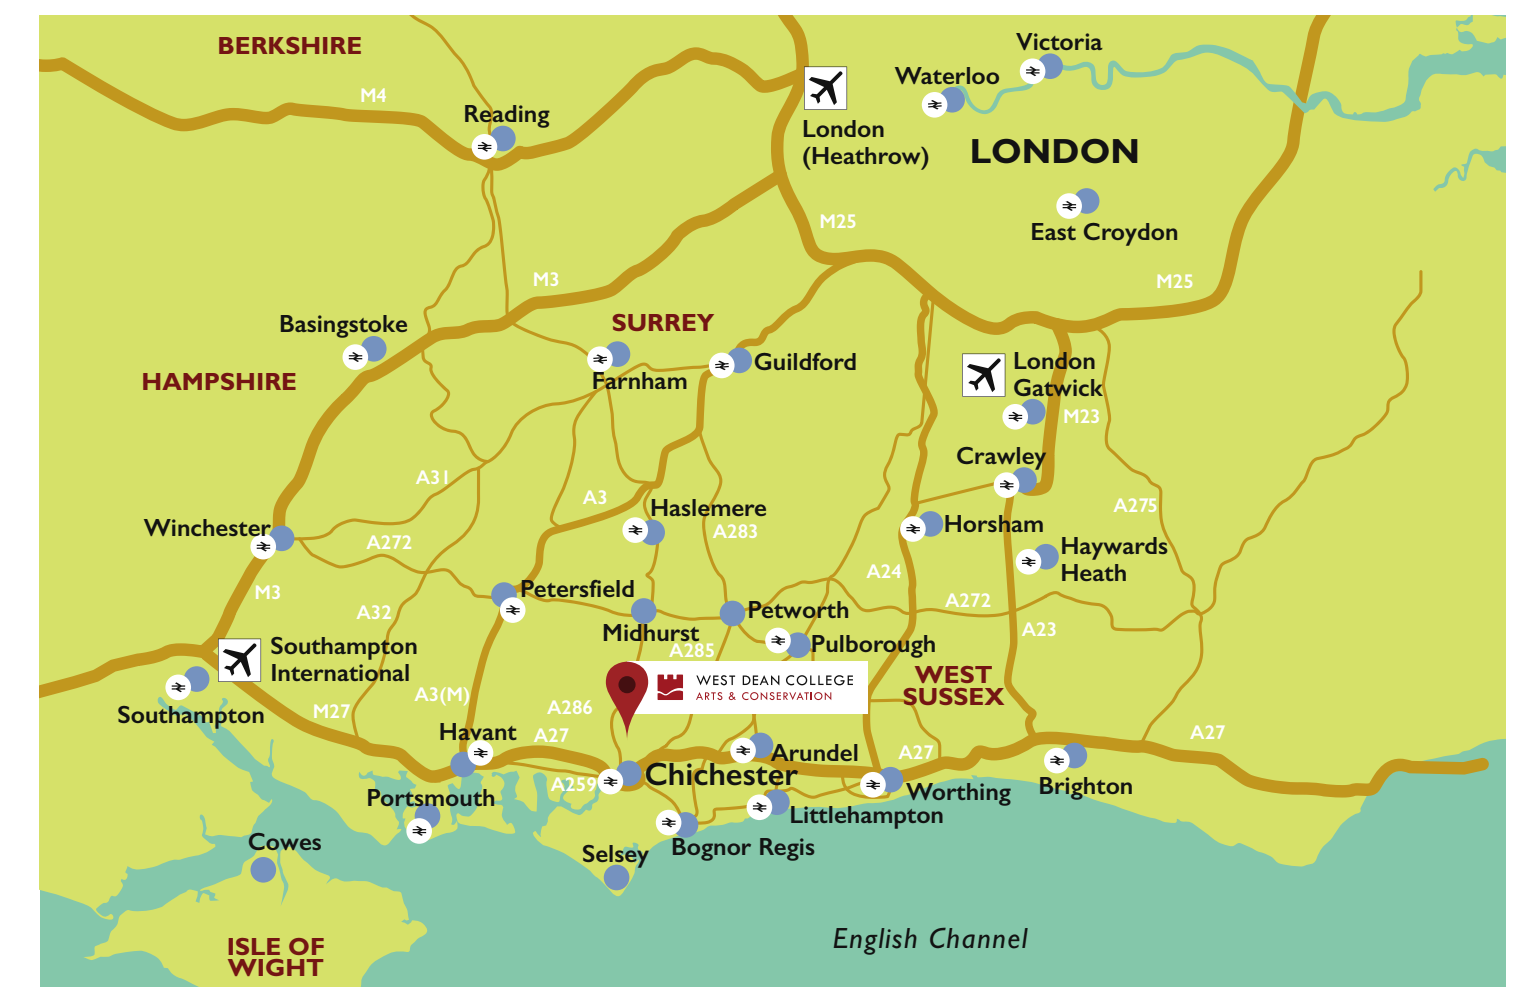 BERKSHIRE
Victoria
Waterloo
M4
Reading
London
(Heathrow)
LONDON
M25
East Croydon
M3
M25
Basingstoke
SURREY
HAMPSHIRE
Farnham
Guildford
London
Gatwick
M23
Crawley
A31
A3
Haslemere
A283
A275
Winchester
A272
Horsham
Haywards
Heath
A24
M3
Petersfield
A32
Midhurst
Petworth
A272
A23
Southampton
International
A285
Pulborough
WEST
SUSSEX
WEST DEAN COLLEGE
ARTS & CONSERVATION
Southampton
M27
A3(M)
A286
Havant
A27
A27
A27
Arundel
A259
Chichester
Worthing
Brighton
Portsmouth
Littlehampton
Cowes
Selsey
Bognor Regis
English Channel
ISLE OF
WIGHT